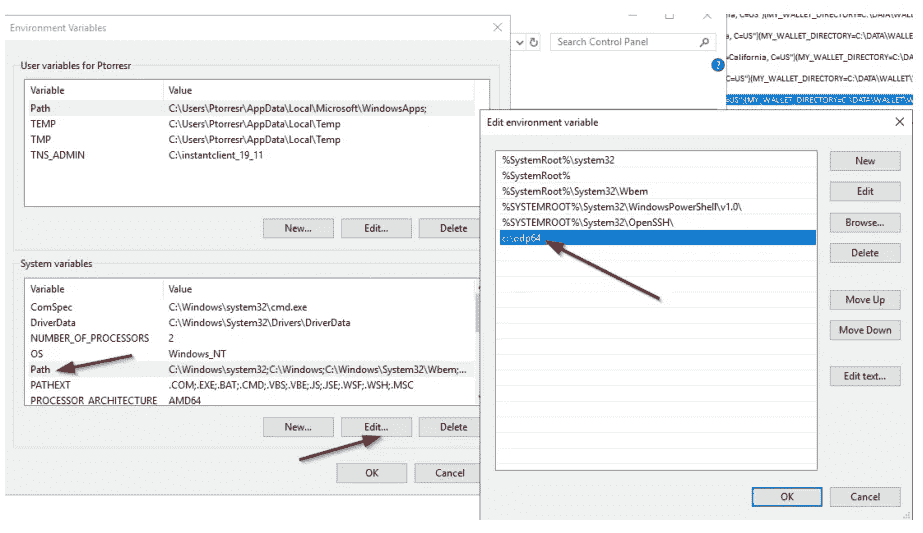 Environment Variables
User variables for Ptorresr
Variable Value
Path C:\Users\Ptorresr\AppData\Local\Microsoft\WindowsApps;
TEMP C:\Users\Ptorresr\AppData\Local\Temp
TMP C:\Users\Ptorresr\AppData\Local\Temp
TNS_ADMIN C:\instantclient_19_11
New... Edit... Delete
System variables
Variable Value
ComSpec C:\Windows\system32\cmd.exe
DriverData C:\Windows\System32\Drivers\DriverData
NUMBER_OF_PROCESSORS 2
OS Windows_NT
Path C:\Windows\system32;C:\Windows;C:\Windows\System32\Wbem;...
PATHEXT .COM;.EXE;.BAT;.CMD;.VBS;.VBE;.JS;.JSE;.WSF;.WSH;.MSC
PROCESSOR_ARCHITECTURE AMD64
New... Edit... Delete
OK Cancel
Search Control Panel
?
C=US")(MY_WALLET_DIRECTORY=C:\DATA\WALLE
, C=US")(MY_WALLET_DIRECTORY=C:\DATA\WALLE
=California, C=US")(MY_WALLET_DIRECTORY=C:\DA
C=US")(MY_WALLET_DIRECTORY=C:\DATA\WALLET\
=US")(MY_WALLET_DIRECTORY=C:\DATA\WALLET\W
Edit environment variable
%SystemRoot%\system32
%SystemRoot%
%SystemRoot%\System32\Wbem
%SYSTEMROOT%\System32\WindowsPowerShell\v1.0\
%SYSTEMROOT%\System32\OpenSSH\
c:\odp64
New
Edit
Browse...
Delete
Move Up
Move Down
Edit text...
OK Cancel